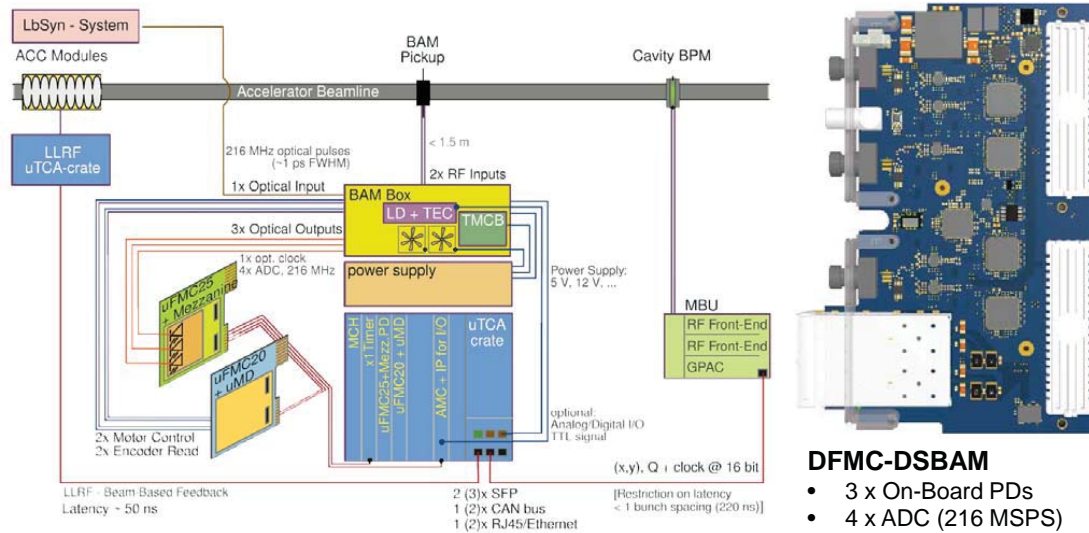 LbSyn - System
ACC Modules
BAM
Pickup
Cavity BPM
Accelerator Beamline
LLRF
uTCA-crate
216 MHz optical pulses
(~1 ps FWHM)
< 1.5 m
1x Optical Input
2x RF Inputs
BAM Box
LD + TEC
TMCB
3x Optical Outputs
1x opt. clock
4x ADC, 216 MHz
power supply
Power Supply:
5 V, 12 V, ...
uFMC25
+ Mezzanine
uFMC20
+ uMD
MCH
x1Timer
uFMC25+Mezz.PD
uFMC20 + uMD
AMC + IP for I/O
uTCA
crate
MBU
RF Front-End
RF Front-End
GPAC
optional:
Analog/Digital I/O
TTL signal
2x Motor Control
2x Encoder Read
(x,y), Q + clock @ 16 bit
LLRF - Beam-Based Feedback
Latency ~ 50 ns
2 (3)x SFP
1 (2)x CAN bus
1 (2)x RJ45/Ethernet
[Restriction on latency
< 1 bunch spacing (220 ns)]
DFMC-DSBAM
• 3 x On-Board PDs
• 4 x ADC (216 MSPS)